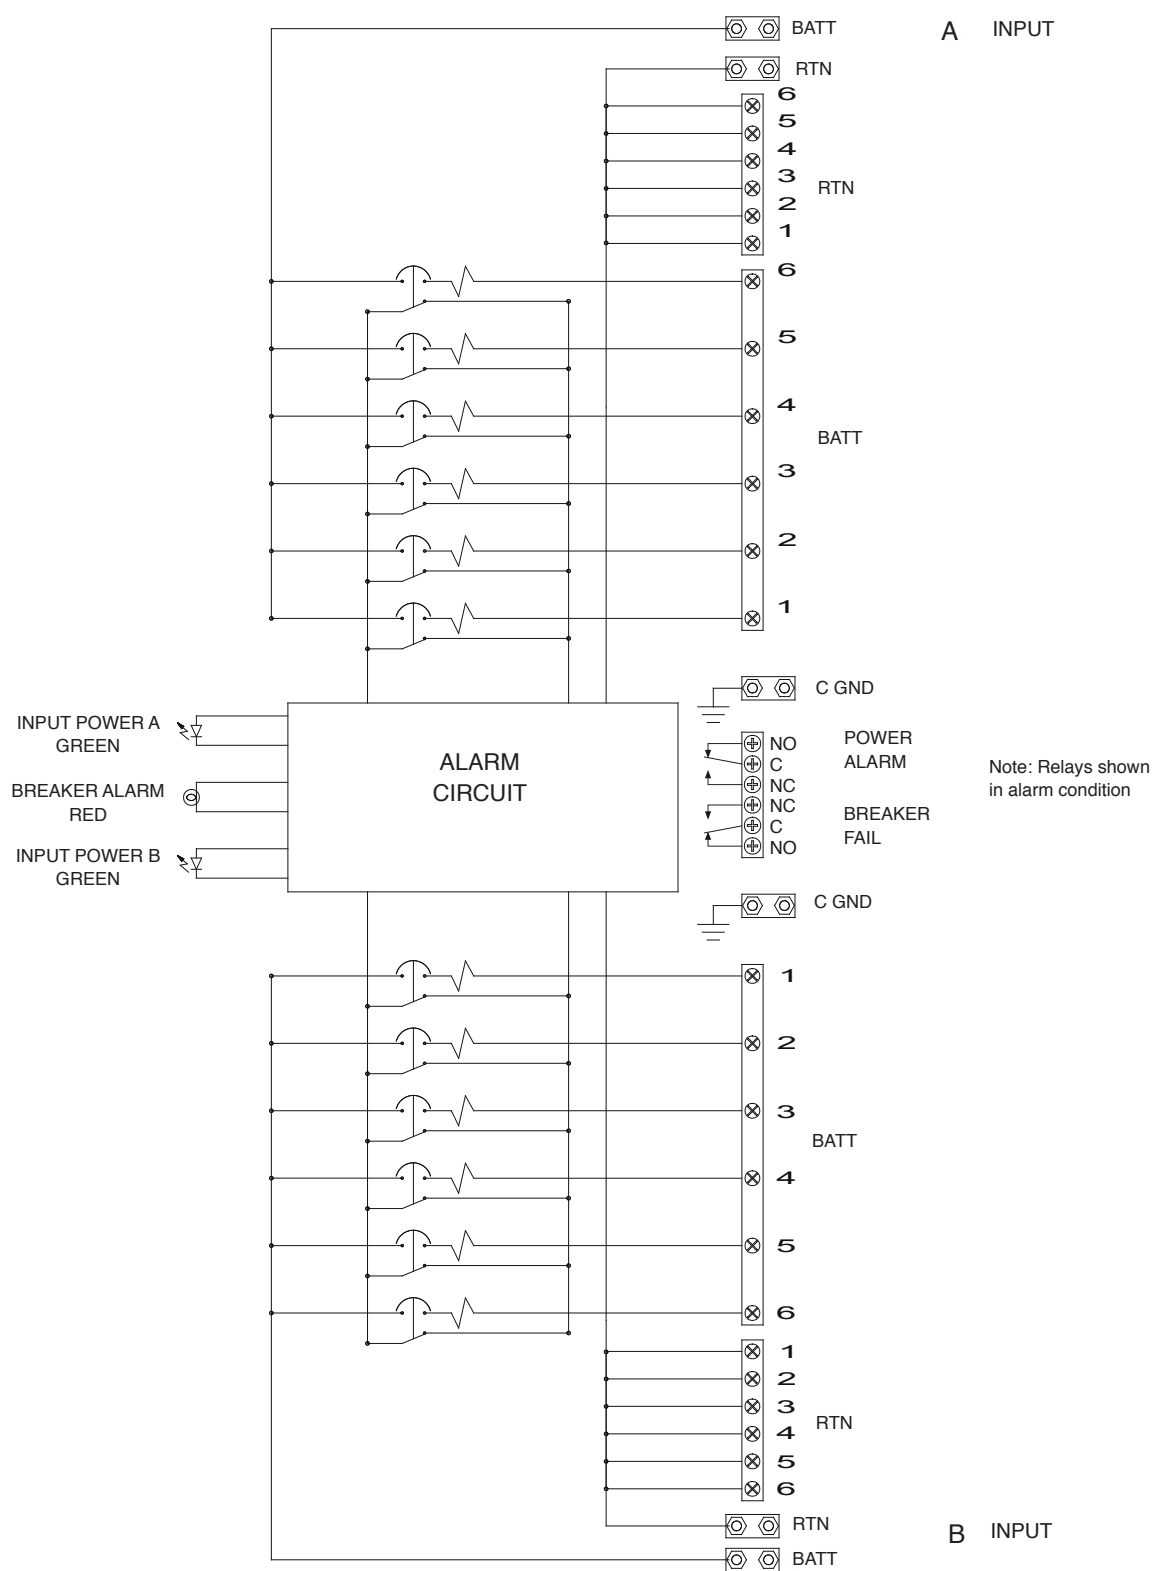 BATT
A INPUT
RTN
6
5
4
3
RTN
2
1
6
5
4
BATT
3
2
1
C GND
INPUT POWER A
GREEN
BREAKER ALARM
RED
INPUT POWER B
GREEN
ALARM
CIRCUIT
NO
C
NC
NC
C
NO
POWER
ALARM
BREAKER
FAIL
Note: Relays shown
in alarm condition
C GND
1
2
3
BATT
4
5
6
1
2
3
RTN
4
5
6
RTN
B INPUT
BATT